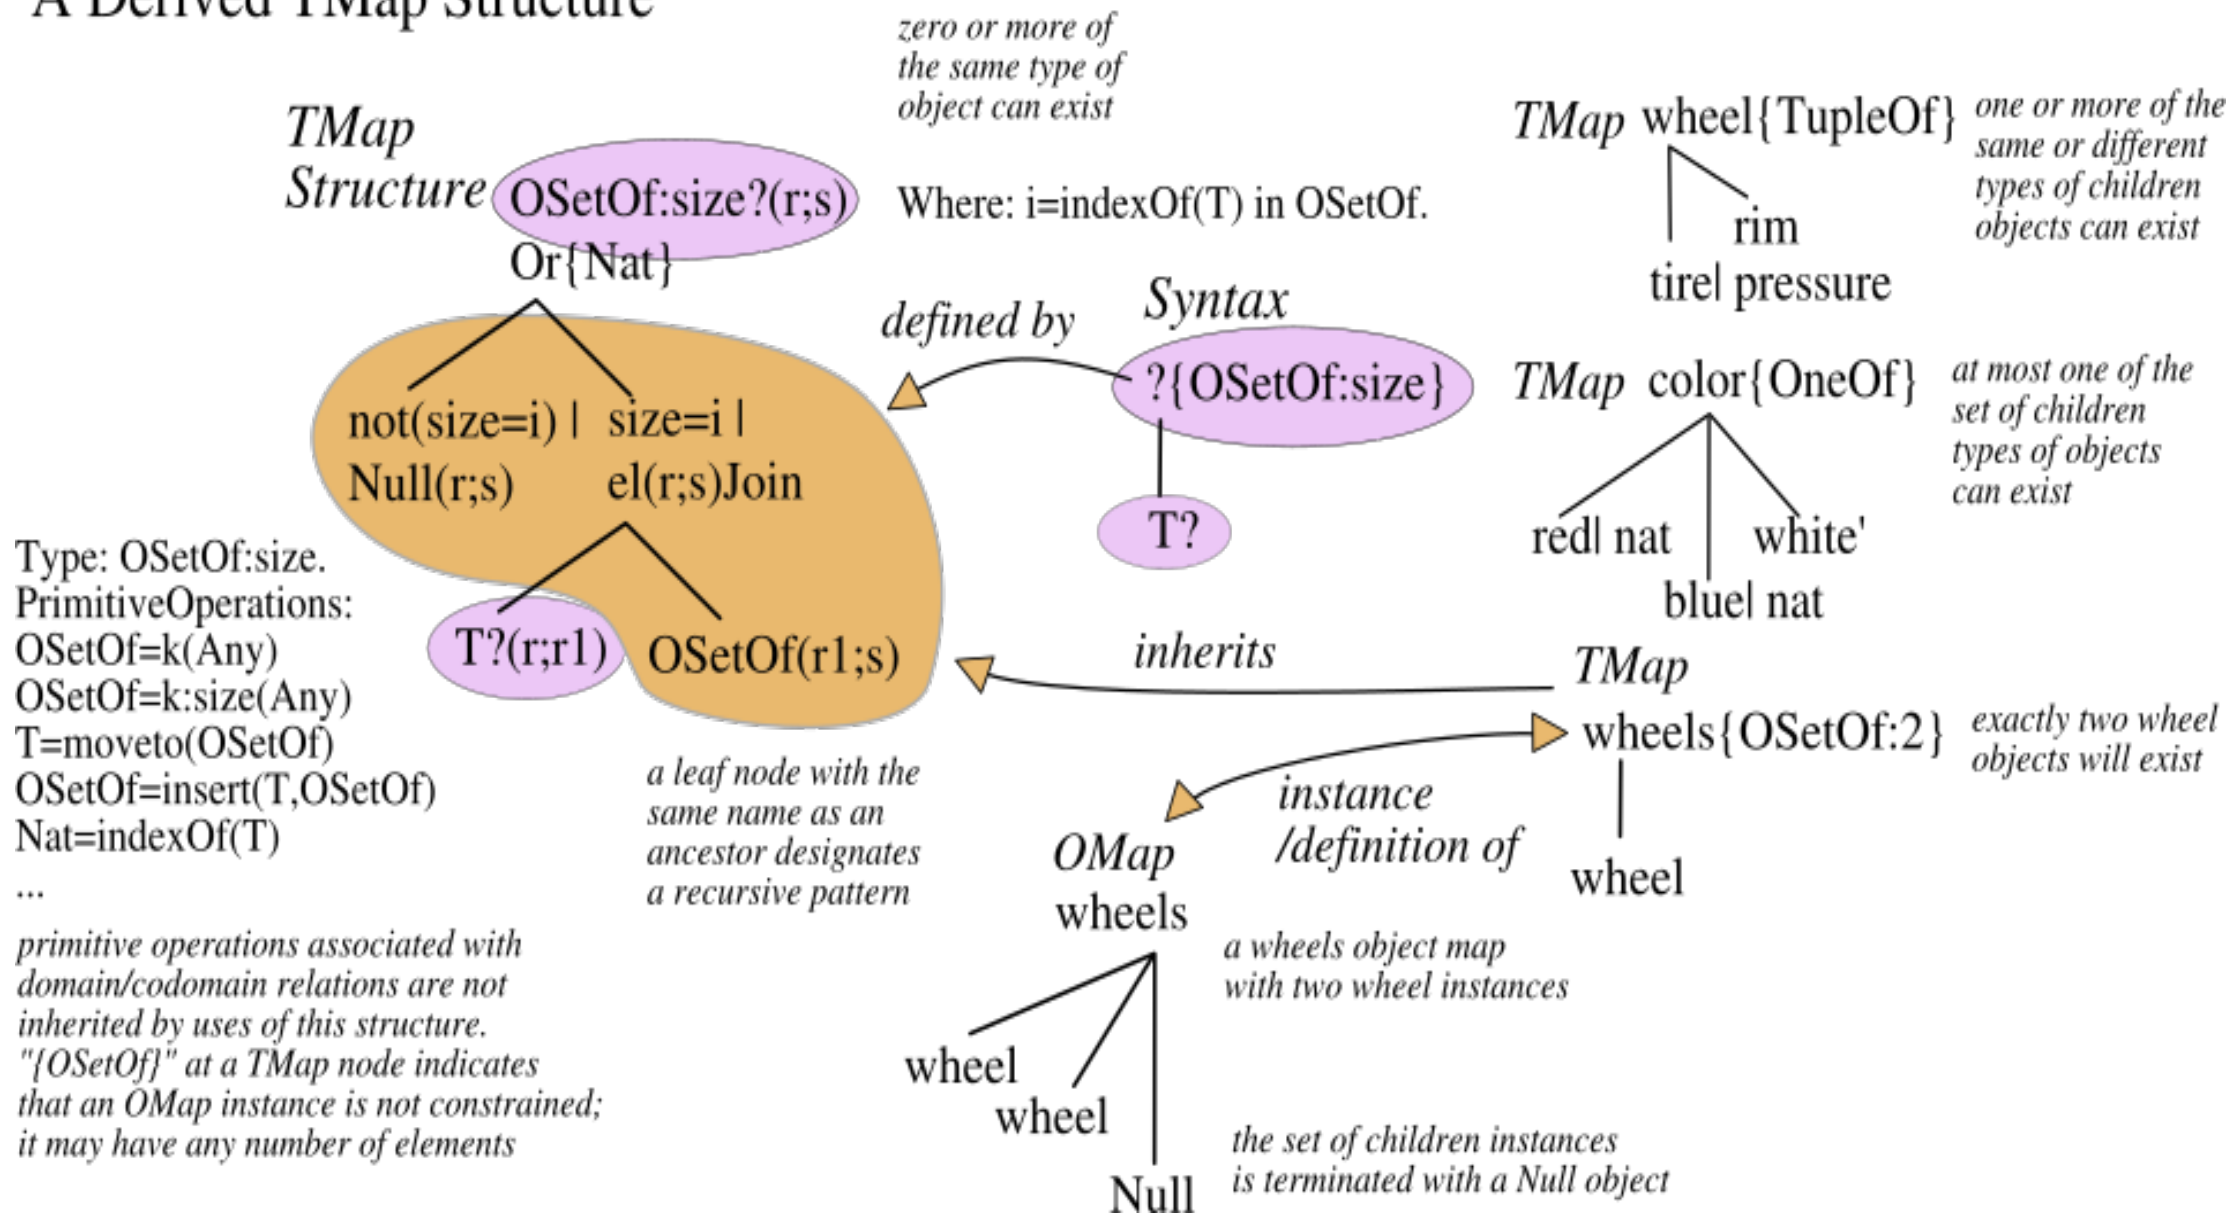 A Derived TMap Structure
zero or more of
the same type of
object can exist
TMap
Structure
OSetOf:size?(r;s)
Or{Nat}
Where: i=indexOf(T) in OSetOf.
not(size=i) |
Null(r;s)
size=i |
el(r;s)Join
T?(r;r1)
OSetOf(r1;s)
defined by
Syntax
?{OSetOf:size}
T?
inherits
TMap wheel{TupleOf}
rim
tire| pressure
one or more of the
same or different
types of children
objects can exist
TMap color{OneOf}
red| nat
white'
blue| nat
at most one of the
set of children
types of objects
can exist
TMap
wheels{OSetOf:2}
wheel
exactly two wheel
objects will exist
instance
/definition of
Type: OSetOf:size.
PrimitiveOperations:
OSetOf=k(Any)
OSetOf=k:size(Any)
T=moveto(OSetOf)
OSetOf=insert(T,OSetOf)
Nat=indexOf(T)
...
primitive operations associated with
domain/codomain relations are not
inherited by uses of this structure.
"{OSetOf}" at a TMap node indicates
that an OMap instance is not constrained;
it may have any number of elements
a leaf node with the
same name as an
ancestor designates
a recursive pattern
OMap
wheels
wheel
wheel
Null
a wheels object map
with two wheel instances
the set of children instances
is terminated with a Null object